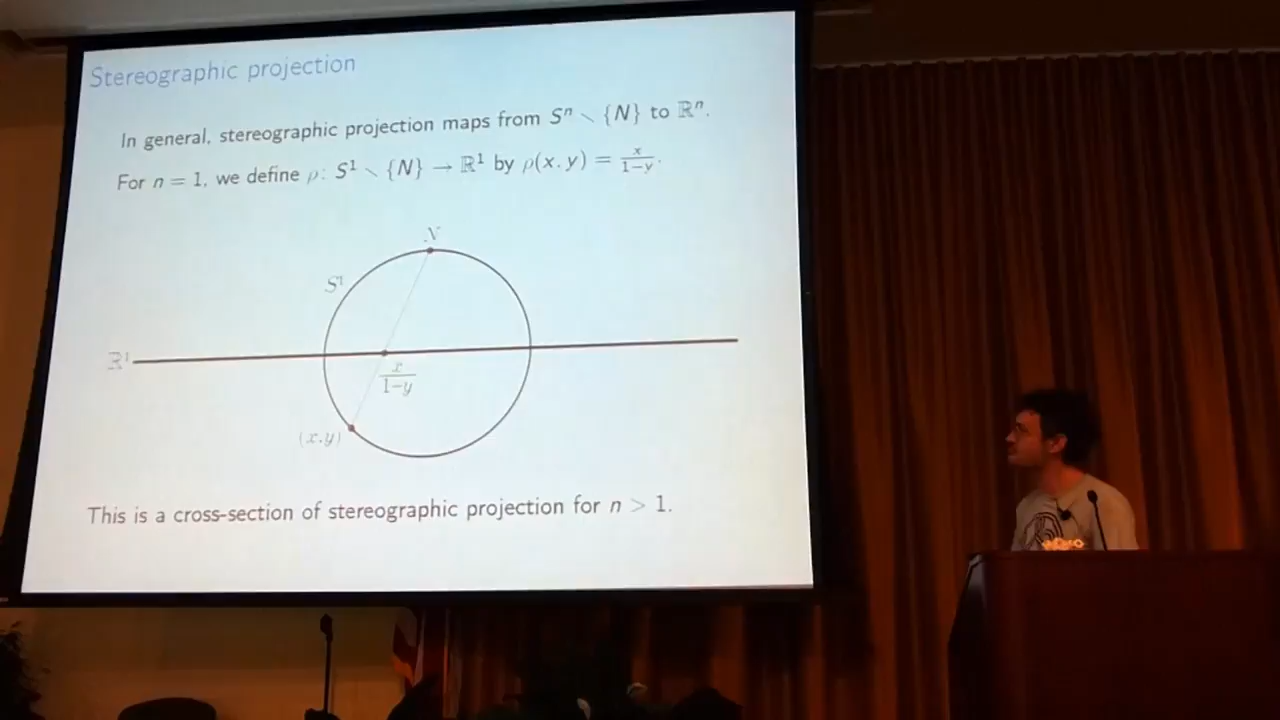 Stereographic projection
In general, stereographic projection maps from Sⁿ ∖ {N} to ℝⁿ.
For n = 1, we define ρ: S¹ ∖ {N} → ℝ¹ by ρ(x, y) = x/(1−y).
N
S¹
ℝ¹
x/(1−y)
(x,y)
This is a cross-section of stereographic projection for n > 1.